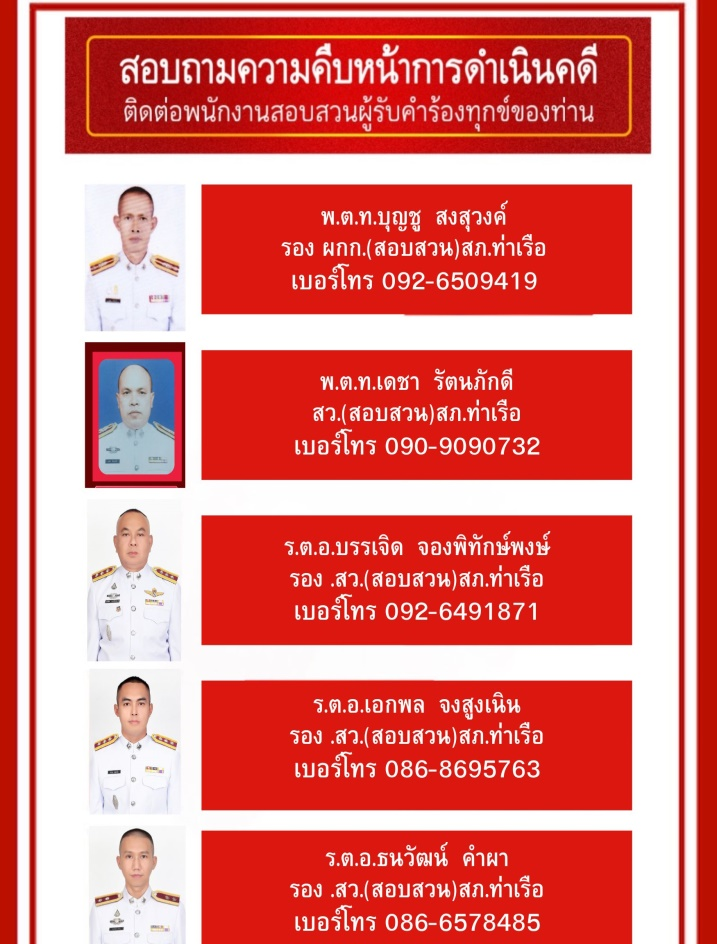 สอบถามความคืบหน้าการดำเนินคดี
ติดต่อพนักงานสอบสวนผู้รับคำร้องทุกข์ของท่าน
พ.ต.ท.บุญชู สงสุวงค์
รอง ผกก.(สอบสวน)สภ.ท่าเรือ
เบอร์โทร 092-6509419
พ.ต.ท.เดชา รัตนภักดี
สว.(สอบสวน)สภ.ท่าเรือ
เบอร์โทร 090-9090732
ร.ต.อ.บรรเจิด จองพิทักษ์พงษ์
รอง .สว.(สอบสวน)สภ.ท่าเรือ
เบอร์โทร 092-6491871
ร.ต.อ.เอกพล จงสูงเนิน
รอง .สว.(สอบสวน)สภ.ท่าเรือ
เบอร์โทร 086-8695763
ร.ต.อ.ธนวัฒน์ คำผา
รอง .สว.(สอบสวน)สภ.ท่าเรือ
เบอร์โทร 086-6578485